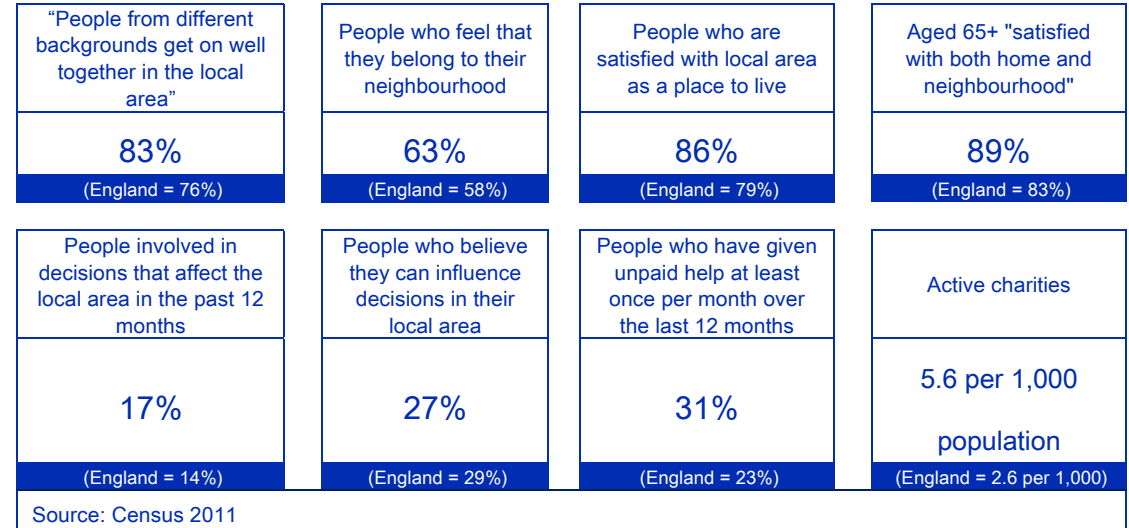 “People from different
backgrounds get on well
together in the local
area”
83%
(England = 76%)
People who feel that
they belong to their
neighbourhood
63%
(England = 58%)
People who are
satisfied with local area
as a place to live
86%
(England = 79%)
Aged 65+ "satisfied
with both home and
neighbourhood"
89%
(England = 83%)
People involved in
decisions that affect the
local area in the past 12
months
17%
(England = 14%)
People who believe
they can influence
decisions in their
local area
27%
(England = 29%)
People who have given
unpaid help at least
once per month over
the last 12 months
31%
(England = 23%)
Active charities
5.6 per 1,000
population
(England = 2.6 per 1,000)
Source: Census 2011